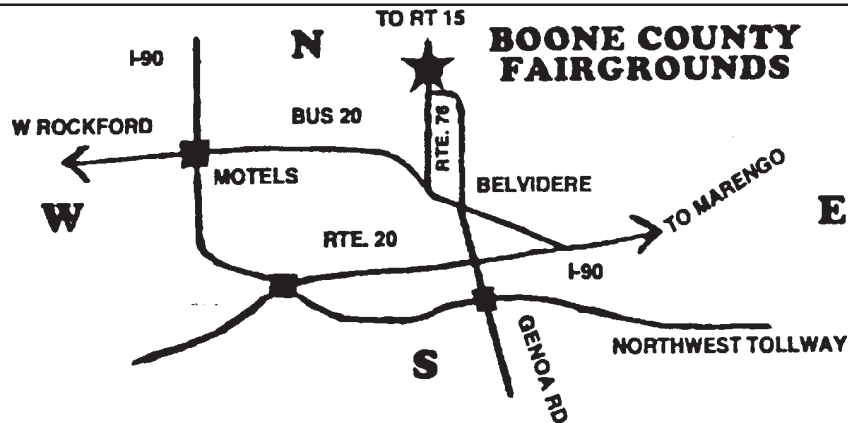 TO RT 15
BOONE COUNTY
FAIRGROUNDS
N
I-90
BUS 20
RTE. 76
W ROCKFORD
MOTELS
BELVIDERE
TO MARENGO
W
E
RTE. 20
I-90
GENOA RD
NORTHWEST TOLLWAY
S